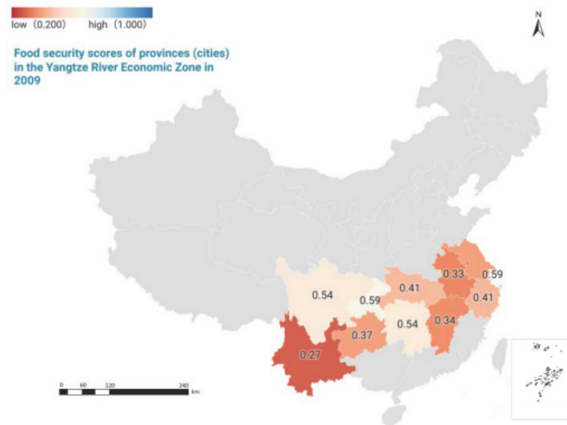 low (0.200) high (1.000)
N
Food security scores of provinces (cities)
in the Yangtze River Economic Zone in
2009
0.33
0.59
0.54
0.41
0.59
0.41
0.54
0.34
0.37
0.27
0 60 120 240
km